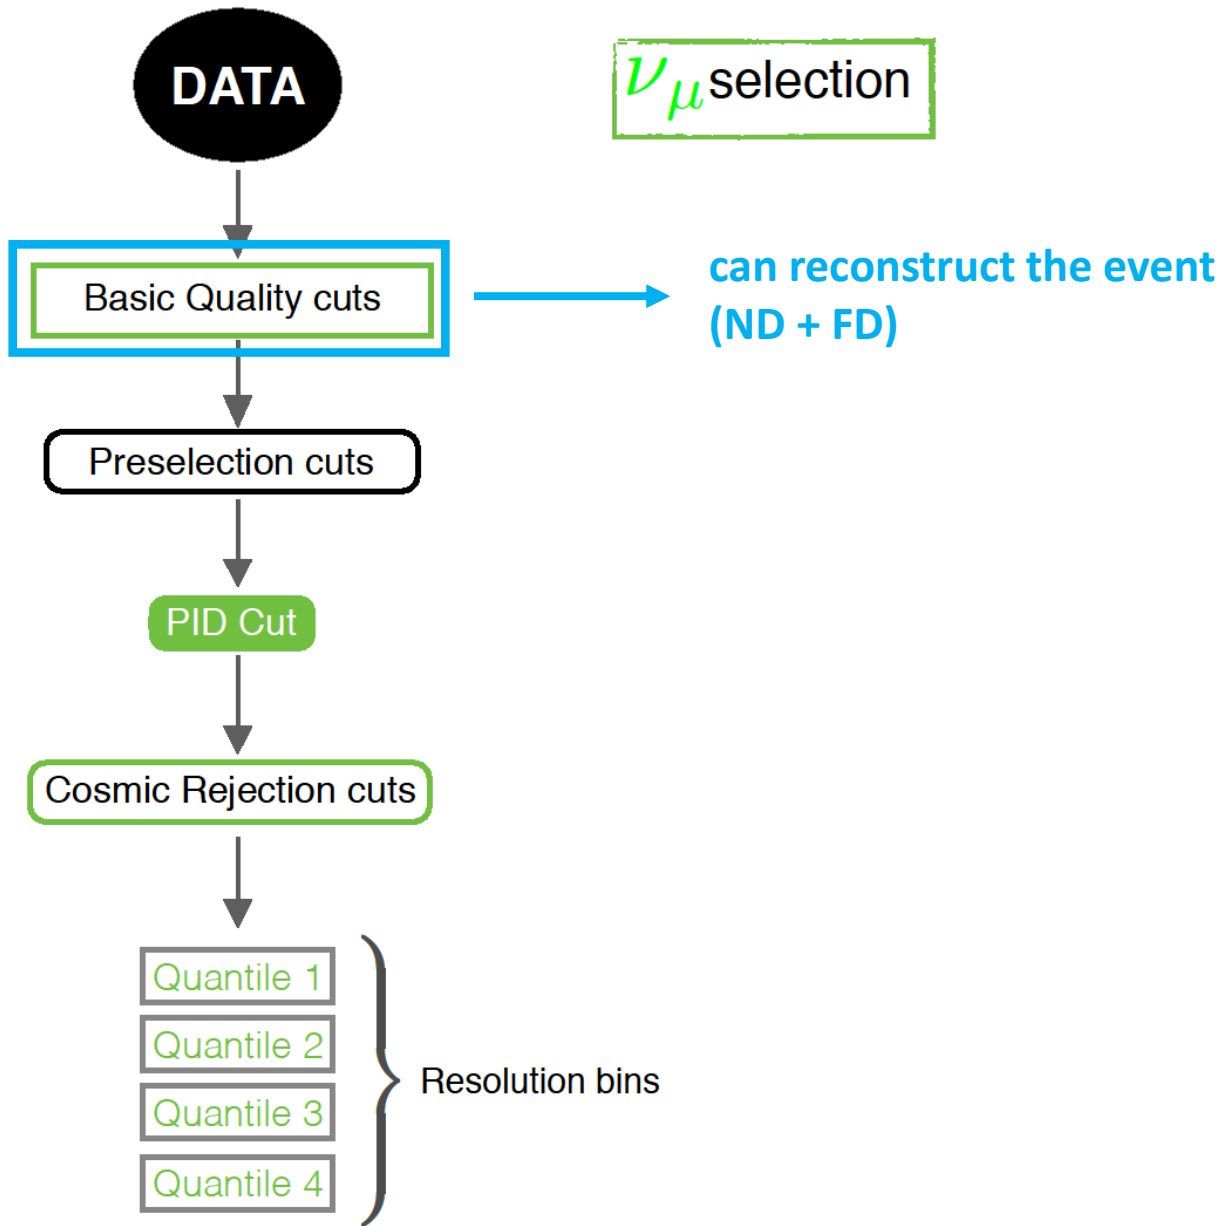 DATA
ν_μ selection
Basic Quality cuts
can reconstruct the event
(ND + FD)
Preselection cuts
PID Cut
Cosmic Rejection cuts
Quantile 1
Quantile 2
Quantile 3
Quantile 4
Resolution bins